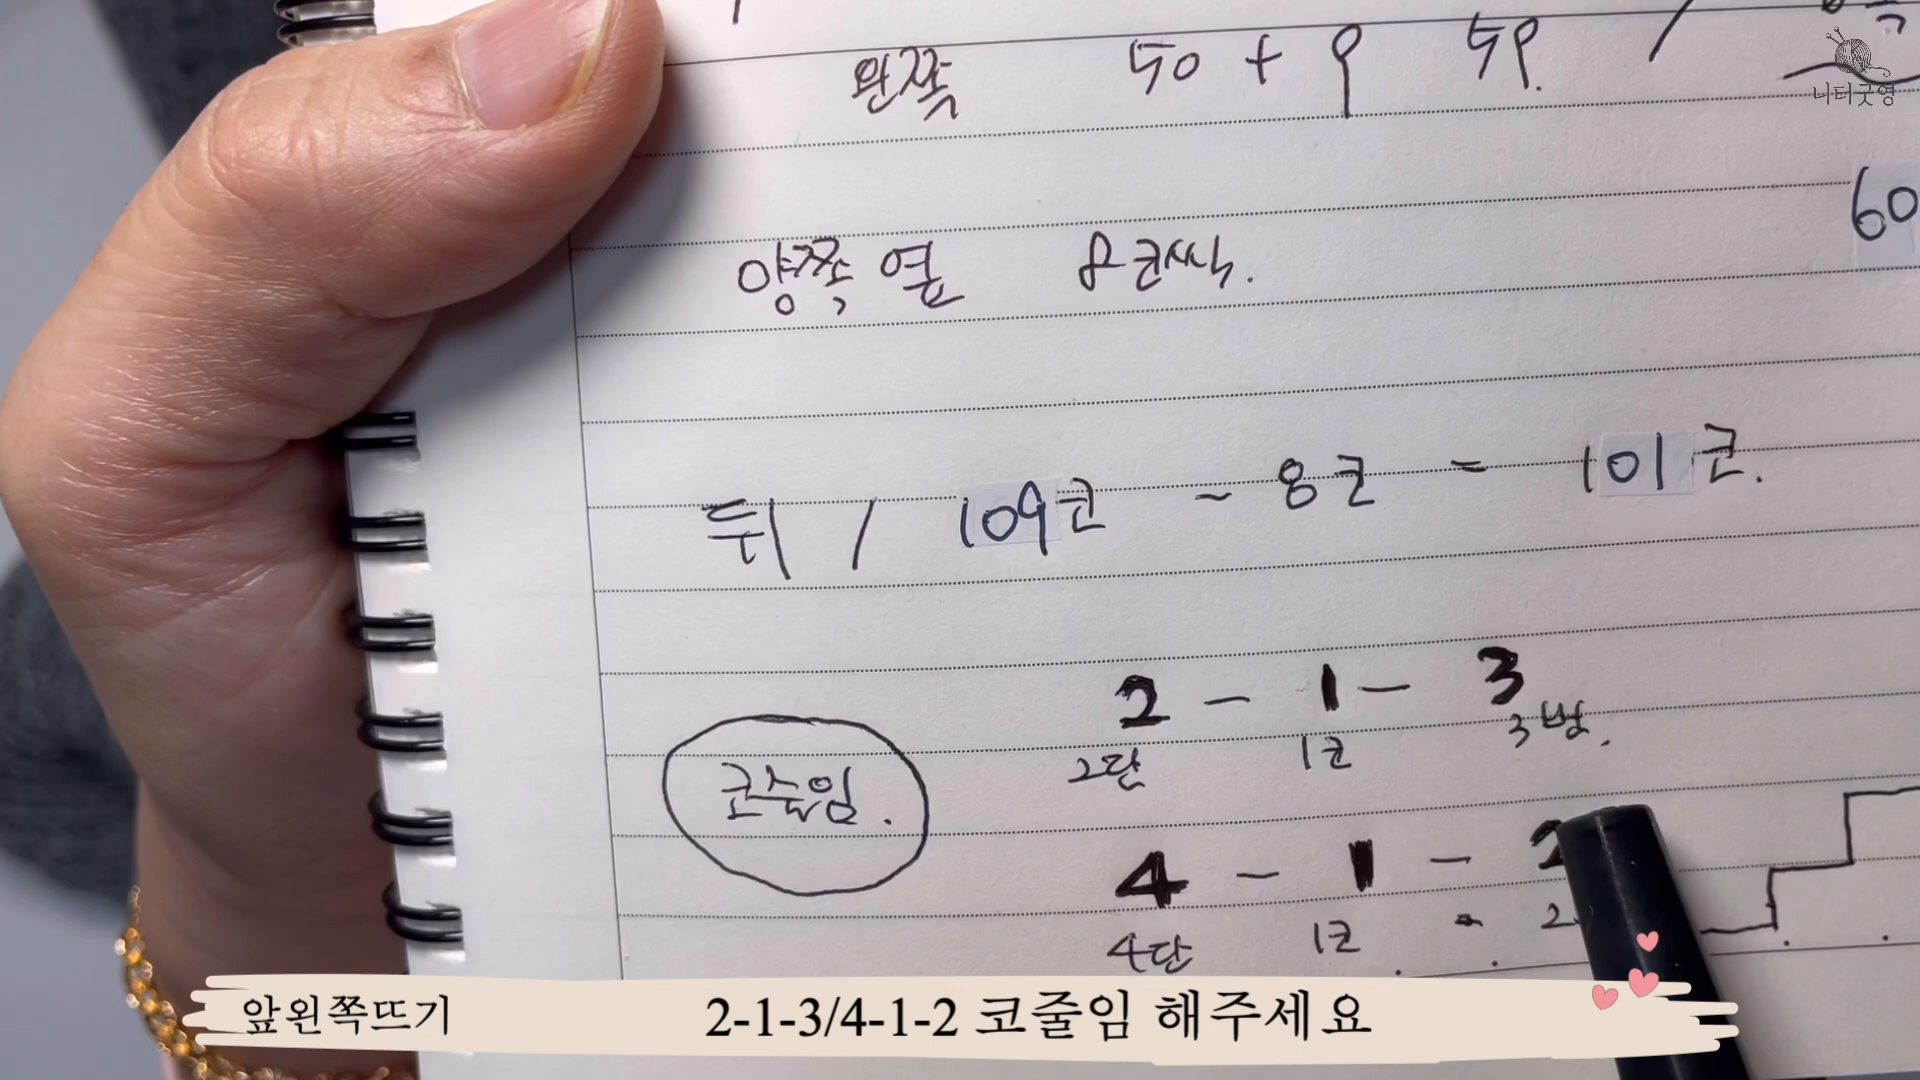 왼쪽 50 + 9 59. /
니터굿영
60
양쪽 옆 8코씩.
뒤 / 109코 - 8코 = 101코.
2 - 1 - 3
2단 1코 3번.
코줄임.
4 - 1 - 2
4단 1코 - 2
앞왼쪽뜨기 2-1-3/4-1-2 코줄임 해주세요